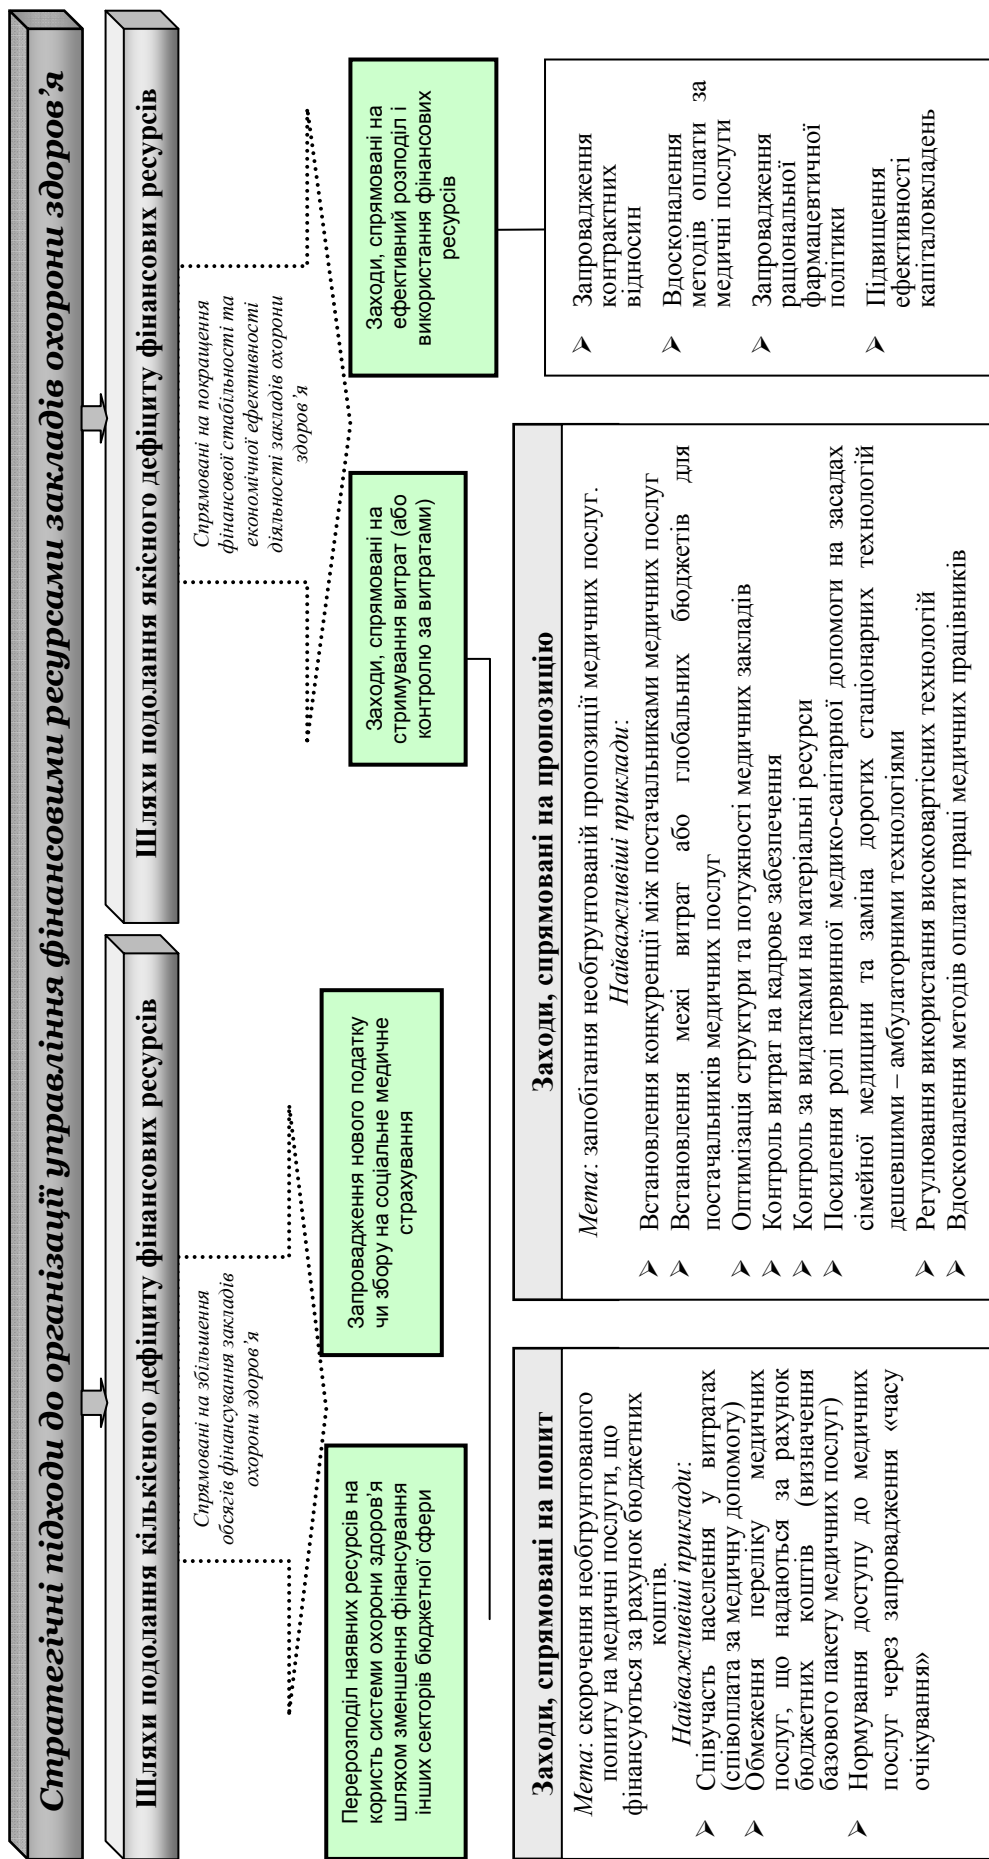 Стратегічні підходи до організації управління фінансовими ресурсами закладів охорони здоров’я
Шляхи подолання кількісного дефіциту фінансових ресурсів
Спрямовані на збільшення
обсягів фінансування закладів
охорони здоров’я
Перерозподіл наявних ресурсів на
користь системи охорони здоров’я
шляхом зменшення фінансування
інших секторів бюджетної сфери
Запровадження нового податку
чи збору на соціальне медичне
страхування
Шляхи подолання якісного дефіциту фінансових ресурсів
Спрямовані на покращення
фінансової стабільності та
економічної ефективності
діяльності закладів охорони
здоров’я
Заходи, спрямовані на
стримування витрат (або
контролю за витратами)
Заходи, спрямовані на
ефективний розподіл і
використання фінансових
ресурсів
Заходи, спрямовані на попит
Мета: скорочення необгрунтованого
попиту на медичні послуги, що
фінансуються за рахунок бюджетних
коштів.
Найважливіші приклади:
➢ Співучасть населення у витратах
(співоплата за медичну допомогу)
➢ Обмеження переліку медичних
послуг, що надаються за рахунок
бюджетних коштів (визначення
базового пакету медичних послуг)
➢ Нормування доступу до медичних
послуг через запровадження «часу
очікування»
Заходи, спрямовані на пропозицію
Мета: запобігання необгрунтованій пропозиції медичних послуг.
Найважливіші приклади:
➢ Встановлення конкуренції між постачальниками медичних послуг
➢ Встановлення межі витрат або глобальних бюджетів для
постачальників медичних послуг
➢ Оптимізація структури та потужності медичних закладів
➢ Контроль витрат на кадрове забезпечення
➢ Контроль за видатками на матеріальні ресурси
➢ Посилення ролі первинної медико-санітарної допомоги на засадах
сімейної медицини та заміна дорогих стаціонарних технологій
дешевшими – амбулаторними технологіями
➢ Регулювання використання високовартісних технологій
➢ Вдосконалення методів оплати праці медичних працівників
➢ Запровадження
контрактних
відносин
➢ Вдосконалення
методів оплати за
медичні послуги
➢ Запровадження
раціональної
фармацевтичної
політики
➢ Підвищення
ефективності
капіталовкладень